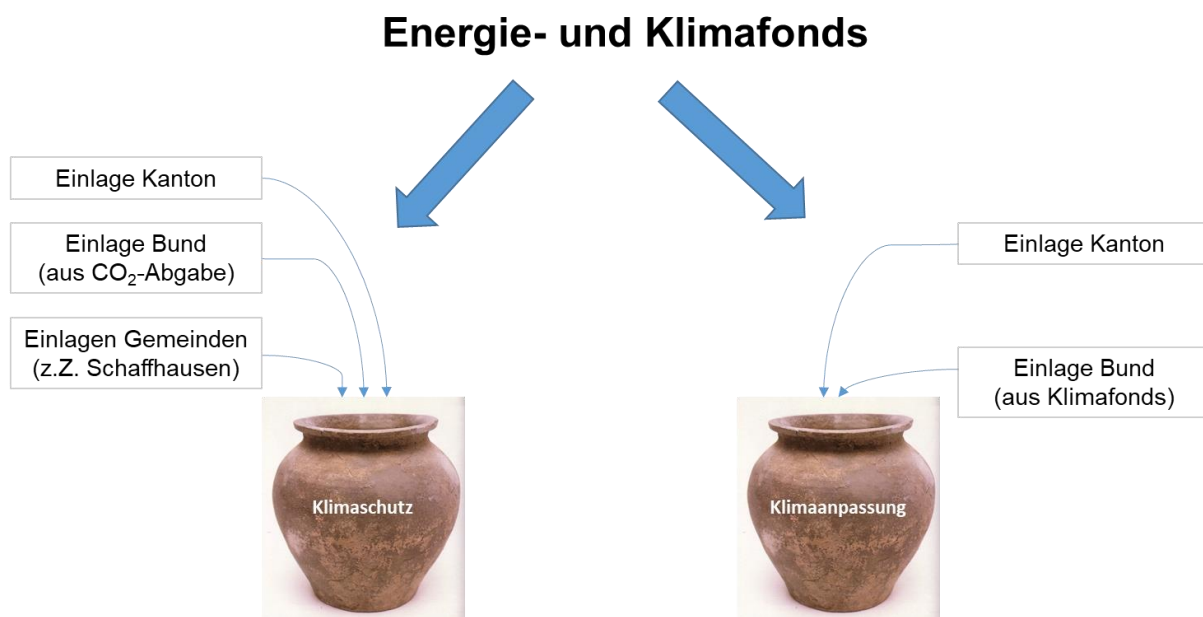 Energie- und Klimafonds
Einlage Kanton
Einlage Bund
(aus CO₂-Abgabe)
Einlagen Gemeinden
(z.Z. Schaffhausen)
Klimaschutz
Einlage Kanton
Einlage Bund
(aus Klimafonds)
Klimaanpassung